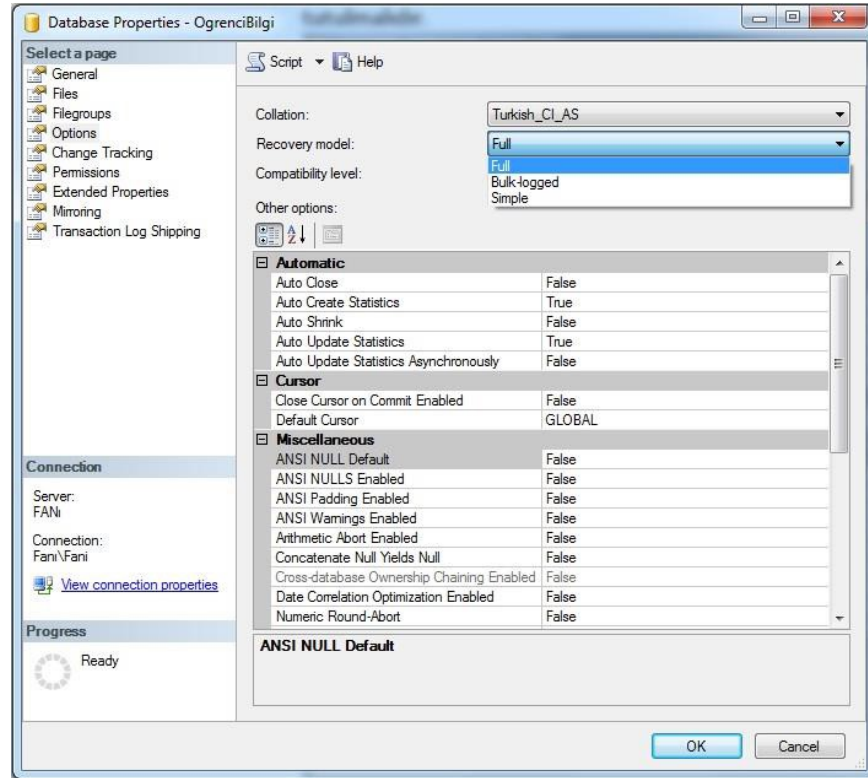 Database Properties - OgrenciBilgi
Select a page
General
Files
Filegroups
Options
Change Tracking
Permissions
Extended Properties
Mirroring
Transaction Log Shipping
Script
Help
Collation: Turkish_CI_AS
Recovery model: Full
Full
Compatibility level:
Bulk-logged
Simple
Other options:
Automatic
Auto Close False
Auto Create Statistics True
Auto Shrink False
Auto Update Statistics True
Auto Update Statistics Asynchronously False
Cursor
Close Cursor on Commit Enabled False
Default Cursor GLOBAL
Miscellaneous
ANSI NULL Default False
ANSI NULLS Enabled False
ANSI Padding Enabled False
ANSI Warnings Enabled False
Arithmetic Abort Enabled False
Concatenate Null Yields Null False
Cross-database Ownership Chaining Enabled False
Date Correlation Optimization Enabled False
Numeric Round-Abort False
ANSI NULL Default
Connection
Server:
FANı
Connection:
Fanı\Fani
View connection properties
Progress
Ready
OK
Cancel